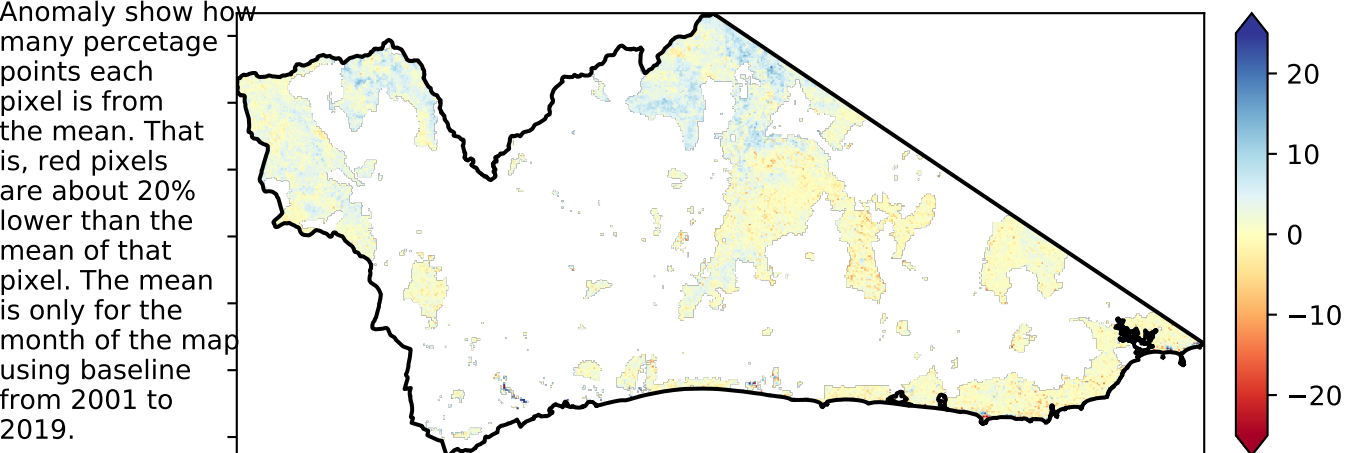 Anomaly show how
many percetage
points each
pixel is from
the mean. That
is, red pixels
are about 20%
lower than the
mean of that
pixel. The mean
is only for the
month of the map
using baseline
from 2001 to
2019.
20
10
0
−10
−20